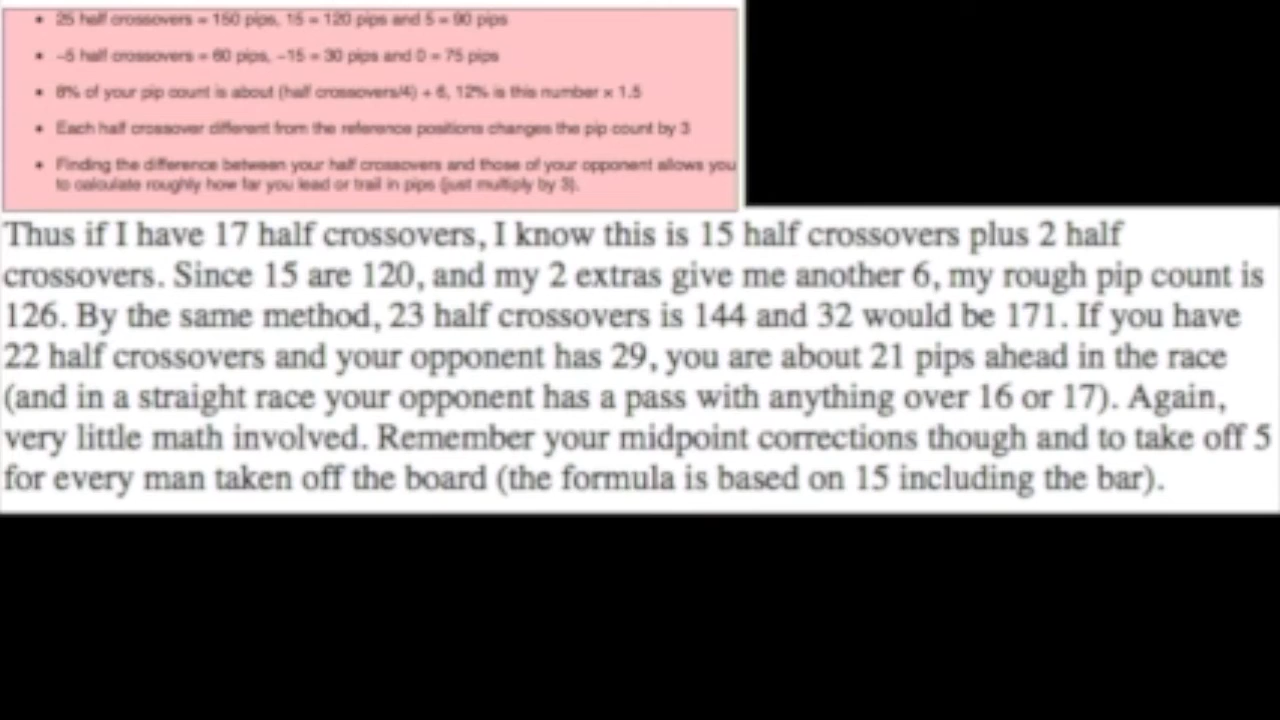 • 25 half crossovers = 150 pips, 15 = 120 pips and 5 = 90 pips
• –5 half crossovers = 60 pips, –15 = 30 pips and 0 = 75 pips
• 8% of your pip count is about (half crossovers/4) + 6, 12% is this number × 1.5
• Each half crossover different from the reference positions changes the pip count by 3
• Finding the difference between your half crossovers and those of your opponent allows you
to calculate roughly how far you lead or trail in pips (just multiply by 3).
Thus if I have 17 half crossovers, I know this is 15 half crossovers plus 2 half
crossovers. Since 15 are 120, and my 2 extras give me another 6, my rough pip count is
126. By the same method, 23 half crossovers is 144 and 32 would be 171. If you have
22 half crossovers and your opponent has 29, you are about 21 pips ahead in the race
(and in a straight race your opponent has a pass with anything over 16 or 17). Again,
very little math involved. Remember your midpoint corrections though and to take off 5
for every man taken off the board (the formula is based on 15 including the bar).